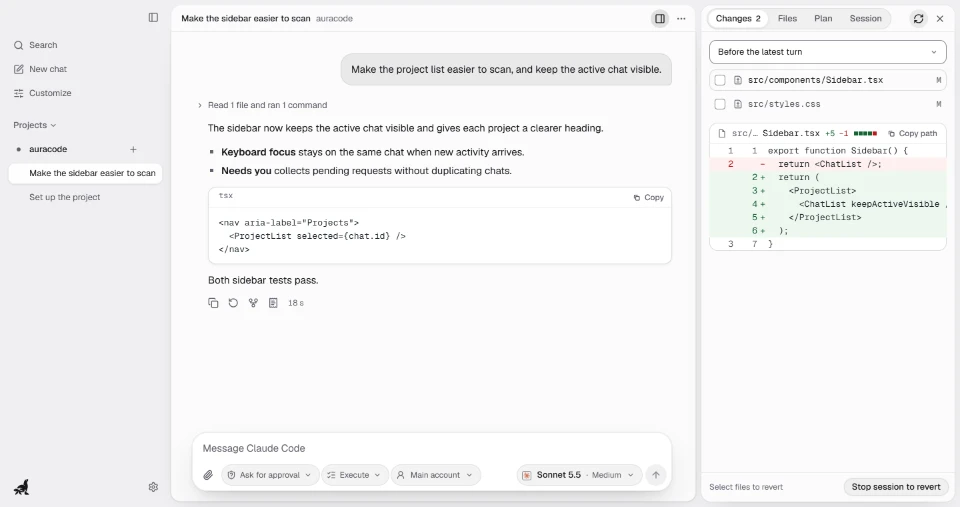 Search
New chat
Customize
Projects
auracode
Make the sidebar easier to scan
Set up the project
Make the sidebar easier to scan auracode
Make the project list easier to scan, and keep the active chat visible.
Read 1 file and ran 1 command
The sidebar now keeps the active chat visible and gives each project a clearer heading.
Keyboard focus stays on the same chat when new activity arrives.
Needs you collects pending requests without duplicating chats.
tsx Copy
<nav aria-label="Projects">
<ProjectList selected={chat.id} />
</nav>
Both sidebar tests pass.
18 s
Message Claude Code
Ask for approval Execute Main account Sonnet 5.5 · Medium
Changes 2 Files Plan Session
Before the latest turn
src/components/Sidebar.tsx M
src/styles.css M
src/… Sidebar.tsx +5 −1 Copy path
1 1 export function Sidebar() {
2 − return <ChatList />;
2 + return (
3 + <ProjectList>
4 + <ChatList keepActiveVisible
5 + </ProjectList>
6 + );
3 7 }
Select files to revert Stop session to revert